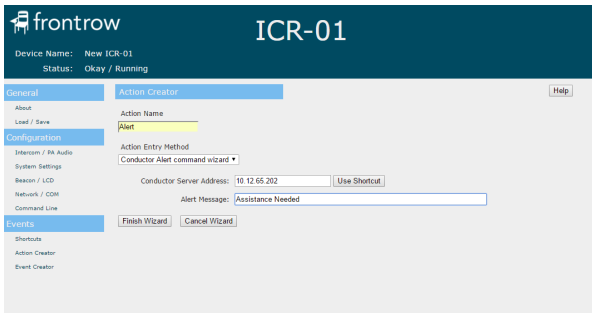 frontrow
ICR-01
Device Name: New ICR-01
Status: Okay / Running
General
About
Load / Save
Configuration
Intercom / PA Audio
System Settings
Beacon / LCD
Network / COM
Command Line
Events
Shortcuts
Action Creator
Event Creator
Action Creator
Help
Action Name
Alert
Action Entry Method
Conductor Alert command wizard
Conductor Server Address: 10.12.65.202 Use Shortcut
Alert Message: Assistance Needed
Finish Wizard Cancel Wizard